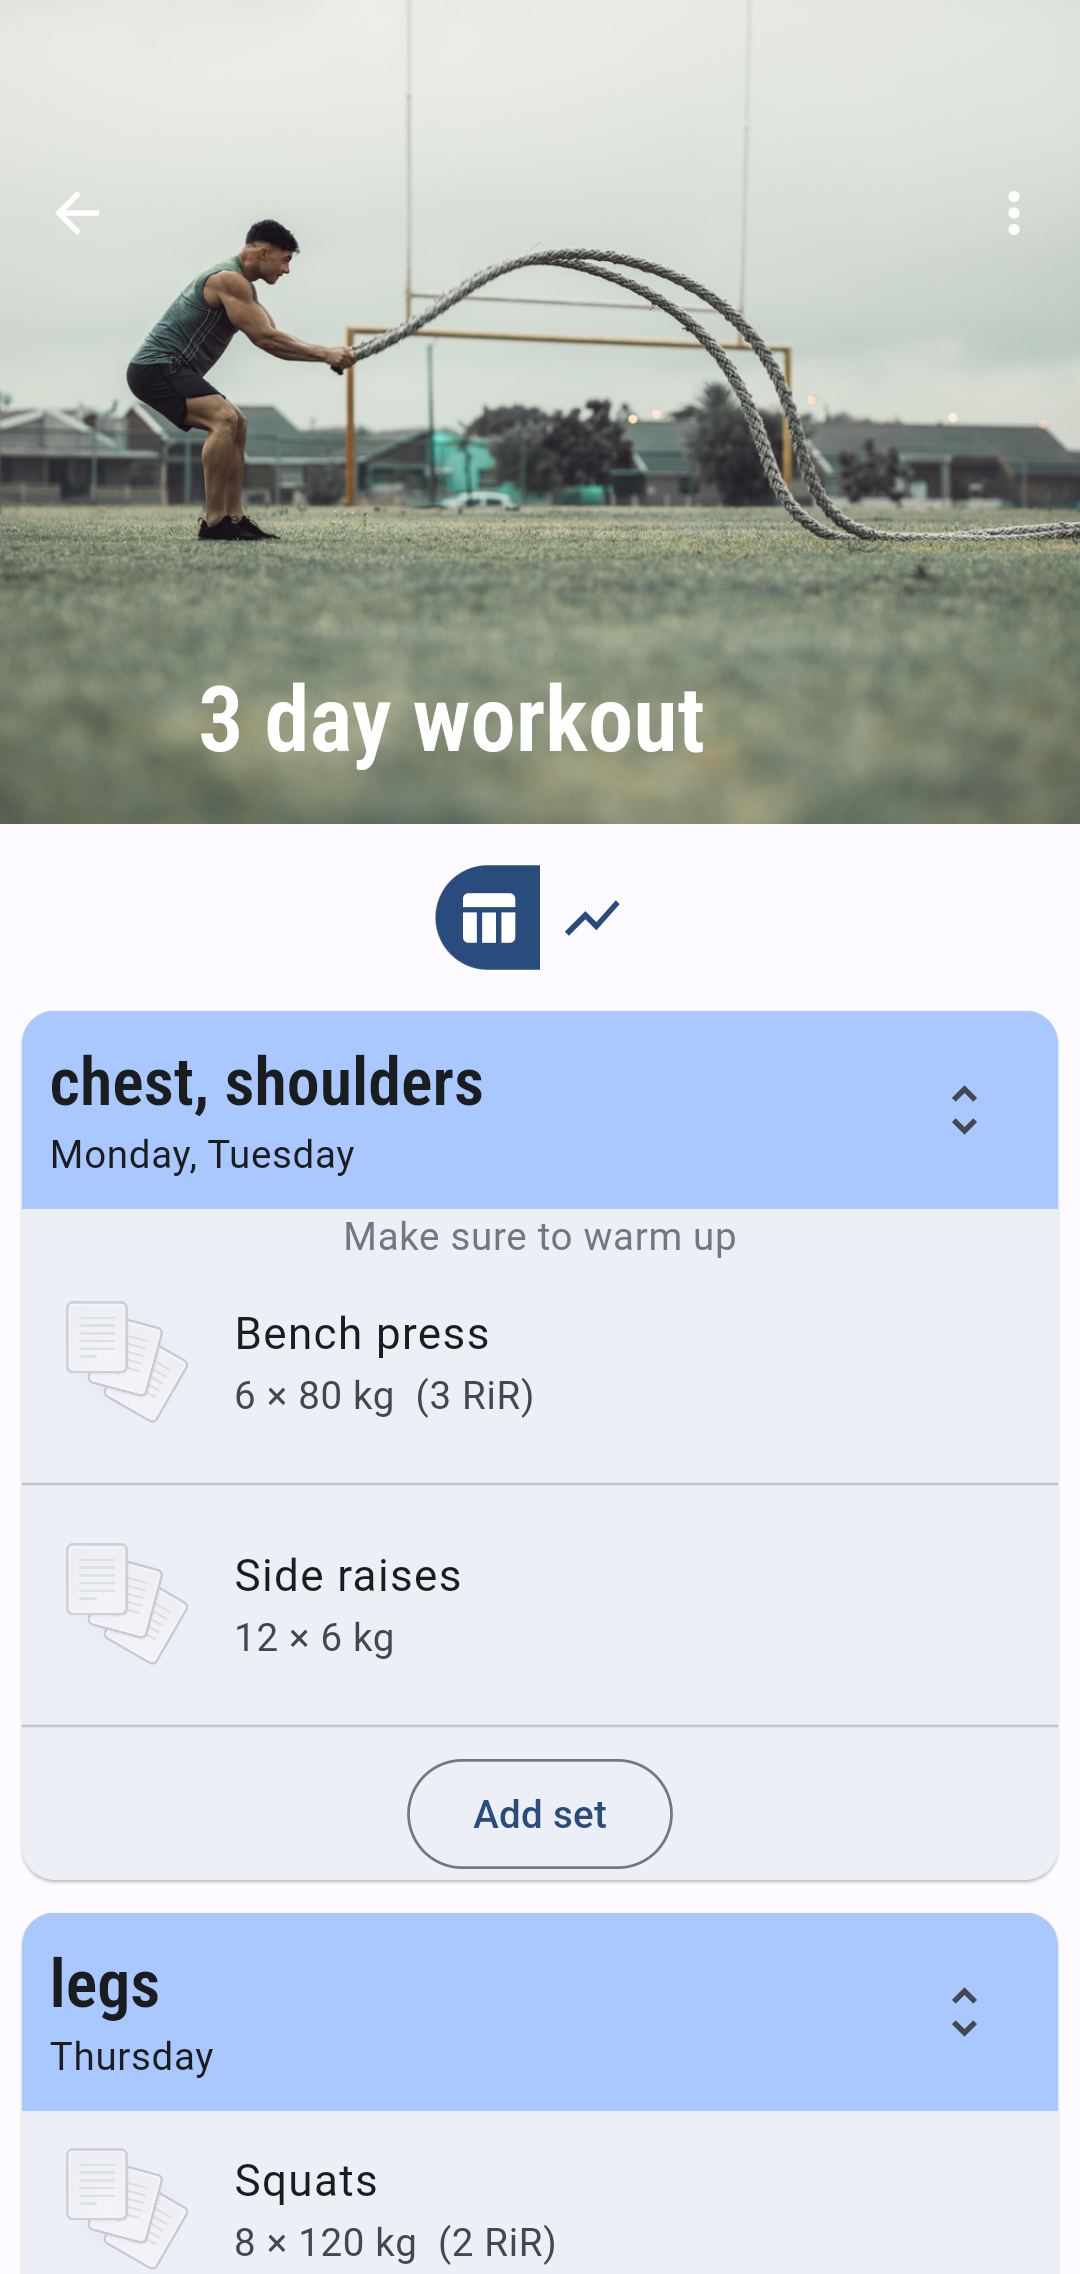 3 day workout
chest, shoulders
Monday, Tuesday
Make sure to warm up
Bench press
6 × 80 kg (3 RiR)
Side raises
12 × 6 kg
Add set
legs
Thursday
Squats
8 × 120 kg (2 RiR)